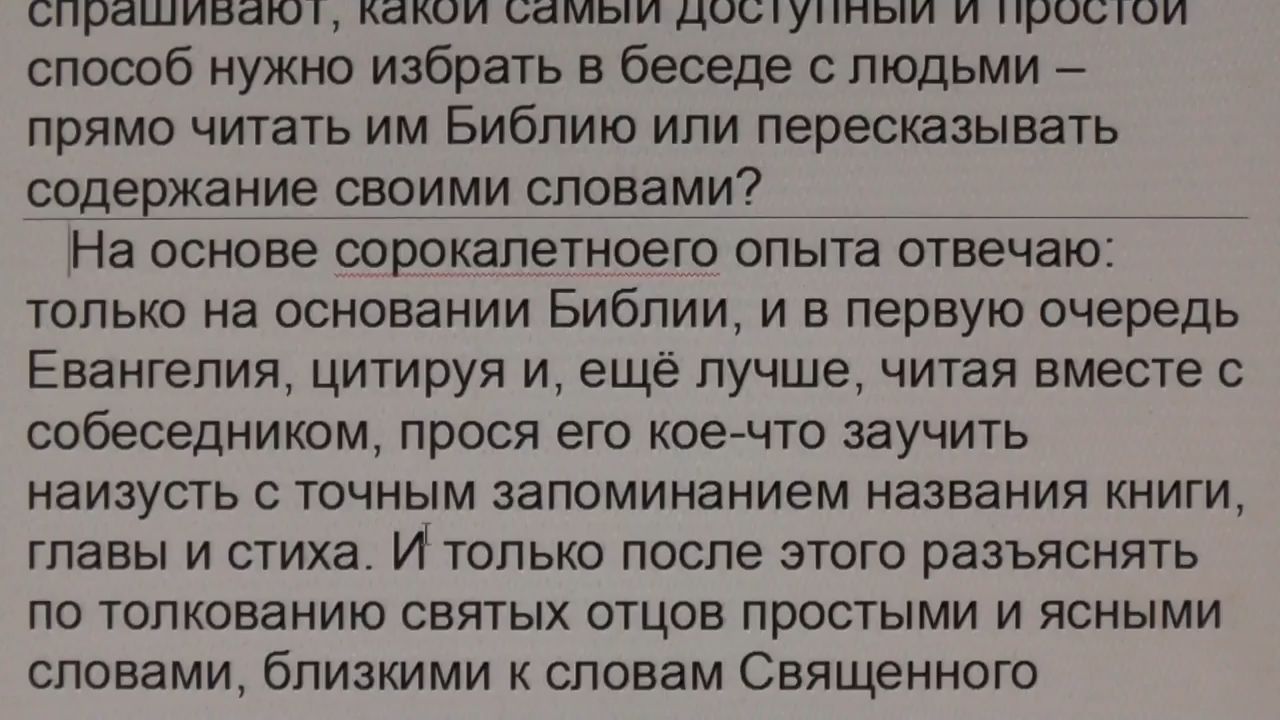 спрашивают, какой самый доступный и простой
способ нужно избрать в беседе с людьми –
прямо читать им Библию или пересказывать
содержание своими словами?
На основе сорокалетноего опыта отвечаю:
только на основании Библии, и в первую очередь
Евангелия, цитируя и, ещё лучше, читая вместе с
собеседником, прося его кое-что заучить
наизусть с точным запоминанием названия книги,
главы и стиха. И только после этого разъяснять
по толкованию святых отцов простыми и ясными
словами, близкими к словам Священного